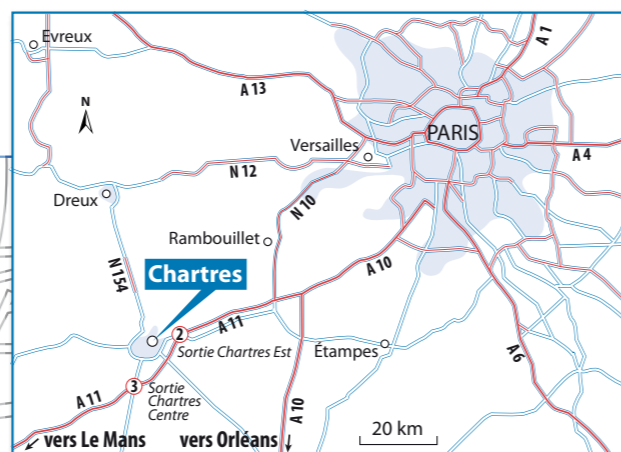 Evreux
A 1
A 13
N
PARIS
Versailles
A 4
N 12
Dreux
N 10
Rambouillet
N 154
Chartres
A 10
A 11
2
Sortie Chartres Est
Étampes
A 6
3
Sortie
Chartres
Centre
A 11
A 10
20 km
vers Le Mans
vers Orléans